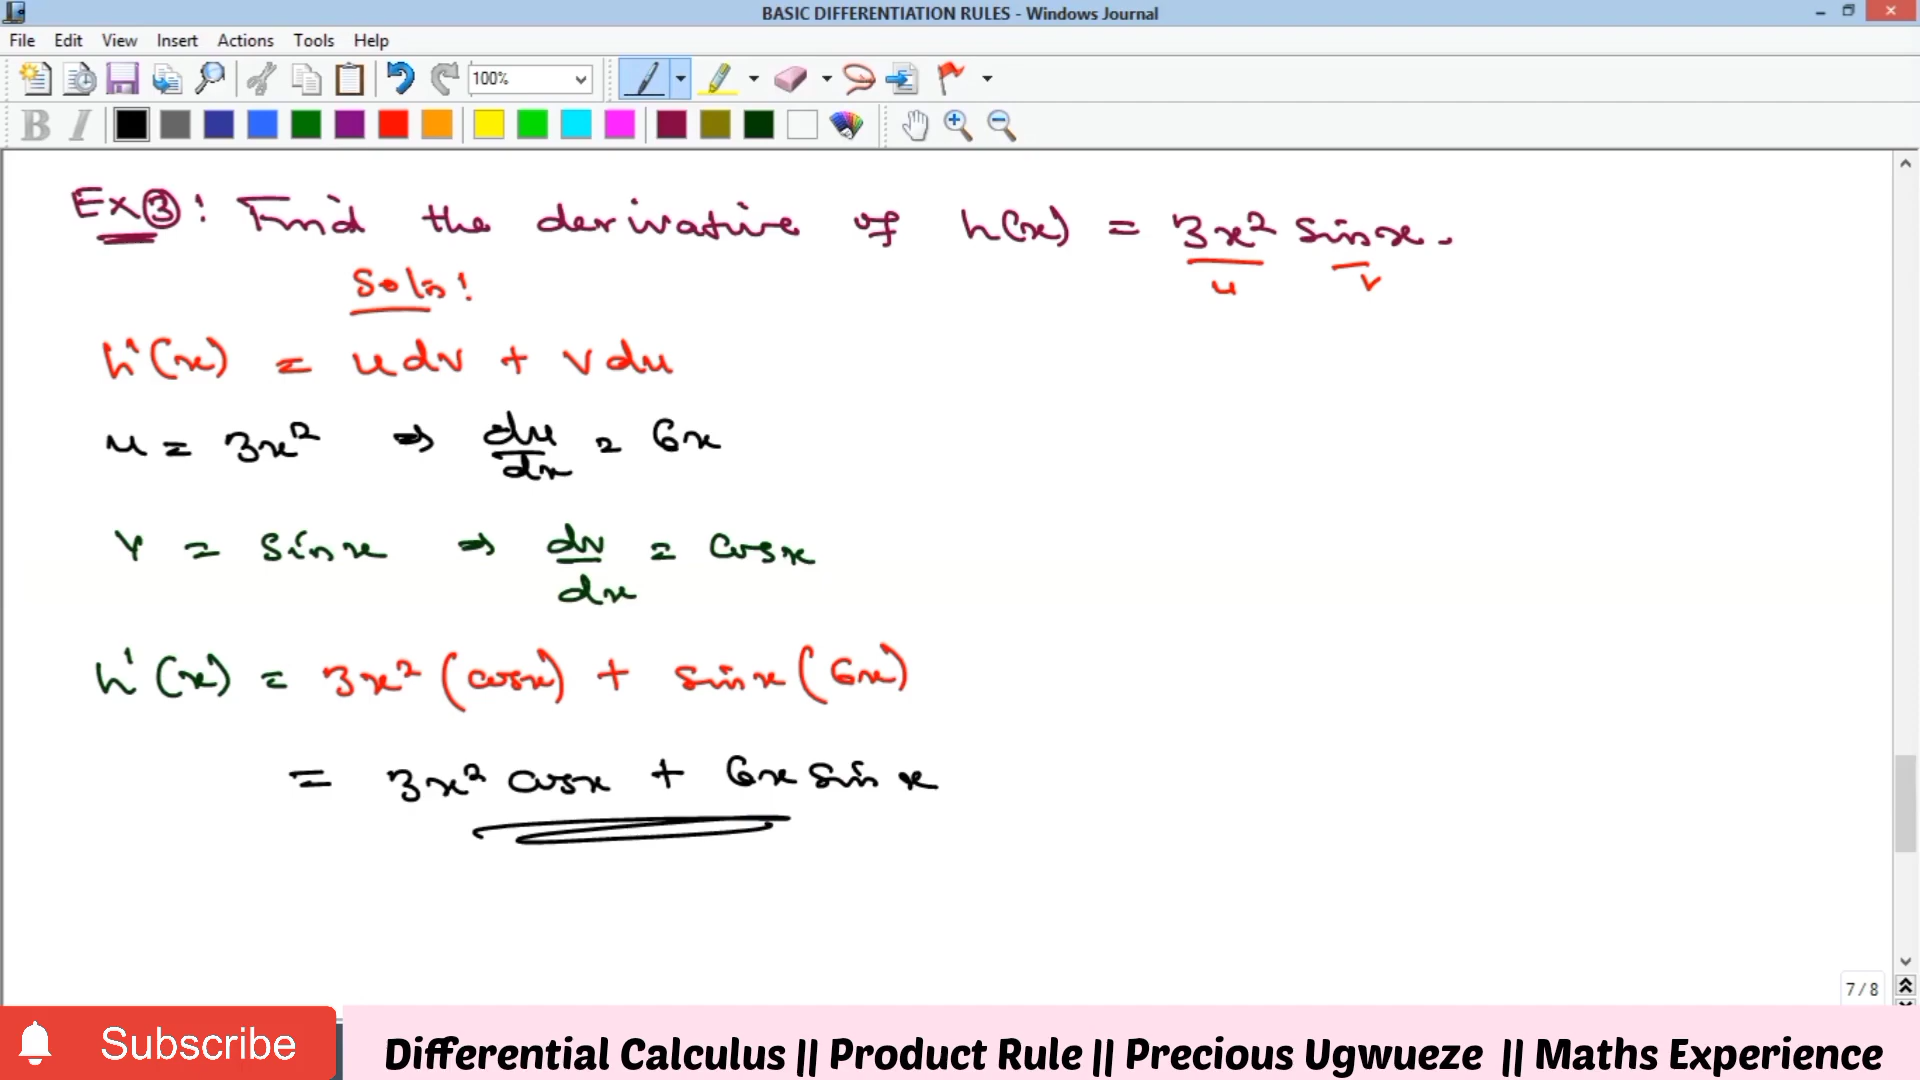 BASIC DIFFERENTIATION RULES - Windows Journal
File Edit View Insert Actions Tools Help
100%
B I
Ex③: Find the derivative of h(x) = 3x² sinx.
u v
Soln:
h'(x) = udv + vdu
u = 3x² ⇒ du/dx = 6x
v = sinx ⇒ dv/dx = cosx
h'(x) = 3x²(cosx) + sinx(6x)
= 3x² cosx + 6x sin x
7 / 8
Subscribe
Differential Calculus || Product Rule || Precious Ugwueze || Maths Experience